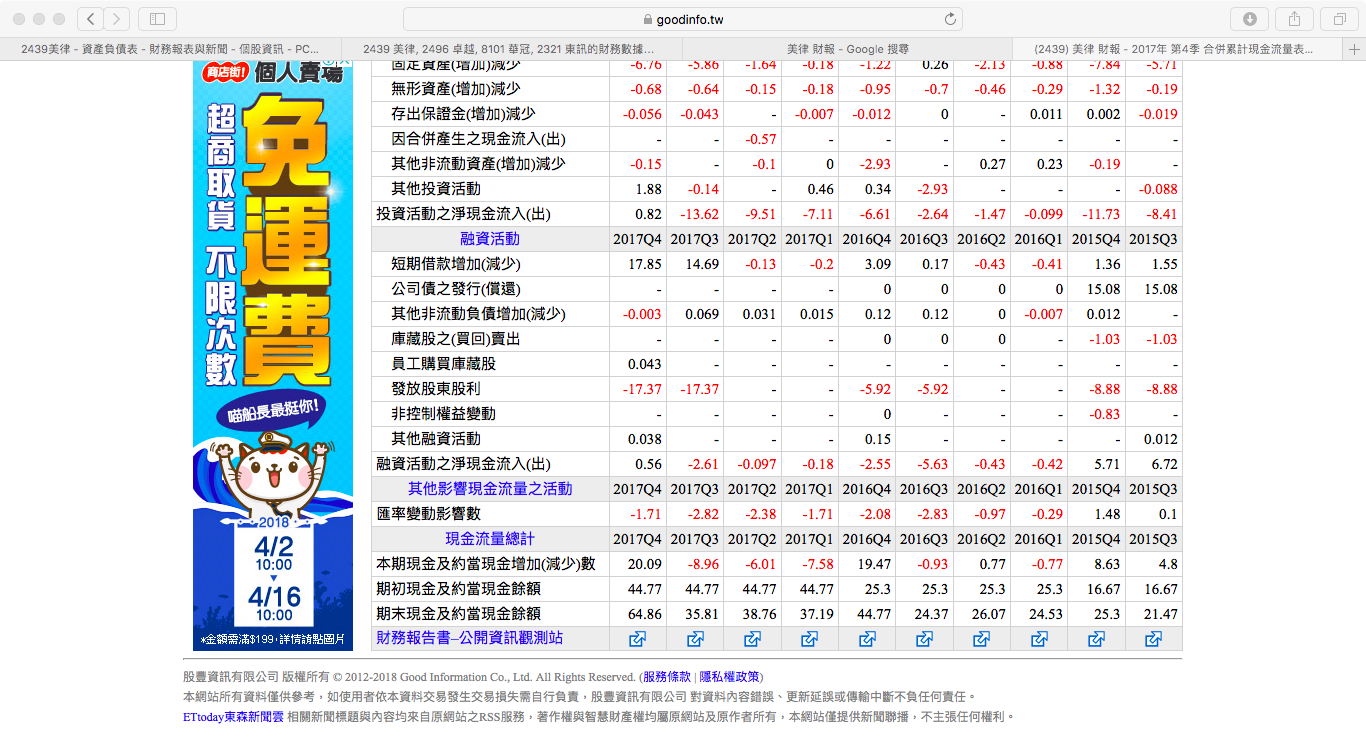 goodinfo.tw
2439美律 - 資產負債表 - 財務報表與新聞 - 個股資訊 - PC...
2439 美律, 2496 卓越, 8101 華冠, 2321 東訊的財務數據...
美律 財報 - Google 搜尋
(2439) 美律 財報 - 2017年 第4季 合併累計現金流量表...
商店街! 個人賣場
超商取貨 不限次數
免運費
喵船長最挺你!
2018
4/2
10:00
4/16
10:00
*金額需滿$199,詳情請點圖片
固定資產(增加)減少 -6.76 -5.86 -1.64 -0.18 -1.22 0.26 -2.13 -0.88 -7.84 -5.71
無形資產(增加)減少 -0.68 -0.64 -0.15 -0.18 -0.95 -0.7 -0.46 -0.29 -1.32 -0.19
存出保證金(增加)減少 -0.056 -0.043 - -0.007 -0.012 0 - 0.011 0.002 -0.019
因合併產生之現金流入(出) - - -0.57 - - - - - - -
其他非流動資產(增加)減少 -0.15 - -0.1 0 -2.93 - 0.27 0.23 -0.19 -
其他投資活動 1.88 -0.14 - 0.46 0.34 -2.93 - - - -0.088
投資活動之淨現金流入(出) 0.82 -13.62 -9.51 -7.11 -6.61 -2.64 -1.47 -0.099 -11.73 -8.41
融資活動 2017Q4 2017Q3 2017Q2 2017Q1 2016Q4 2016Q3 2016Q2 2016Q1 2015Q4 2015Q3
短期借款增加(減少) 17.85 14.69 -0.13 -0.2 3.09 0.17 -0.43 -0.41 1.36 1.55
公司債之發行(償還) - - - - 0 0 0 0 15.08 15.08
其他非流動負債增加(減少) -0.003 0.069 0.031 0.015 0.12 0.12 0 -0.007 0.012 -
庫藏股之(買回)賣出 - - - - 0 0 0 - -1.03 -1.03
員工購買庫藏股 0.043 - - - - - - - - -
發放股東股利 -17.37 -17.37 - - -5.92 -5.92 - - -8.88 -8.88
非控制權益變動 - - - - 0 - - - -0.83 -
其他融資活動 0.038 - - - 0.15 - - - - 0.012
融資活動之淨現金流入(出) 0.56 -2.61 -0.097 -0.18 -2.55 -5.63 -0.43 -0.42 5.71 6.72
其他影響現金流量之活動 2017Q4 2017Q3 2017Q2 2017Q1 2016Q4 2016Q3 2016Q2 2016Q1 2015Q4 2015Q3
匯率變動影響數 -1.71 -2.82 -2.38 -1.71 -2.08 -2.83 -0.97 -0.29 1.48 0.1
現金流量總計 2017Q4 2017Q3 2017Q2 2017Q1 2016Q4 2016Q3 2016Q2 2016Q1 2015Q4 2015Q3
本期現金及約當現金增加(減少)數 20.09 -8.96 -6.01 -7.58 19.47 -0.93 0.77 -0.77 8.63 4.8
期初現金及約當現金餘額 44.77 44.77 44.77 44.77 25.3 25.3 25.3 25.3 16.67 16.67
期末現金及約當現金餘額 64.86 35.81 38.76 37.19 44.77 24.37 26.07 24.53 25.3 21.47
財務報告書–公開資訊觀測站
股豐資訊有限公司 版權所有 © 2012-2018 Good Information Co., Ltd. All Rights Reserved. (服務條款 | 隱私權政策)
本網站所有資料僅供參考，如使用者依本資料交易發生交易損失需自行負責，股豐資訊有限公司 對資料內容錯誤、更新延誤或傳輸中斷不負任何責任。
ETtoday東森新聞雲 相關新聞標題與內容均來自原網站之RSS服務，著作權與智慧財產權均屬原網站及原作者所有，本網站僅提供新聞聯播，不主張任何權利。